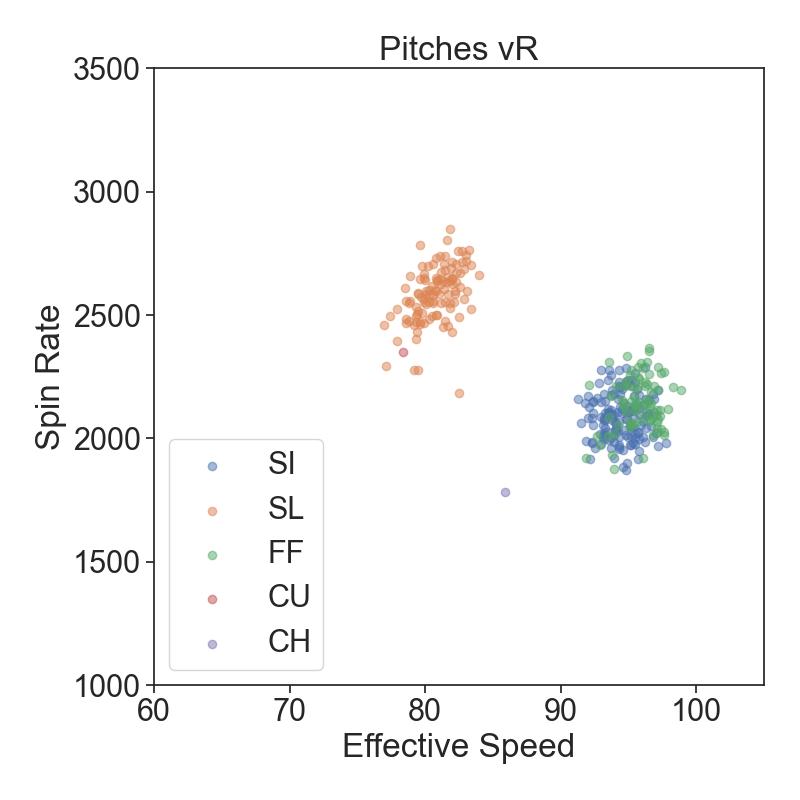 Pitches vR
3500
3000
2500
2000
1500
1000
Spin Rate
SI
SL
FF
CU
CH
60 70 80 90 100
Effective Speed